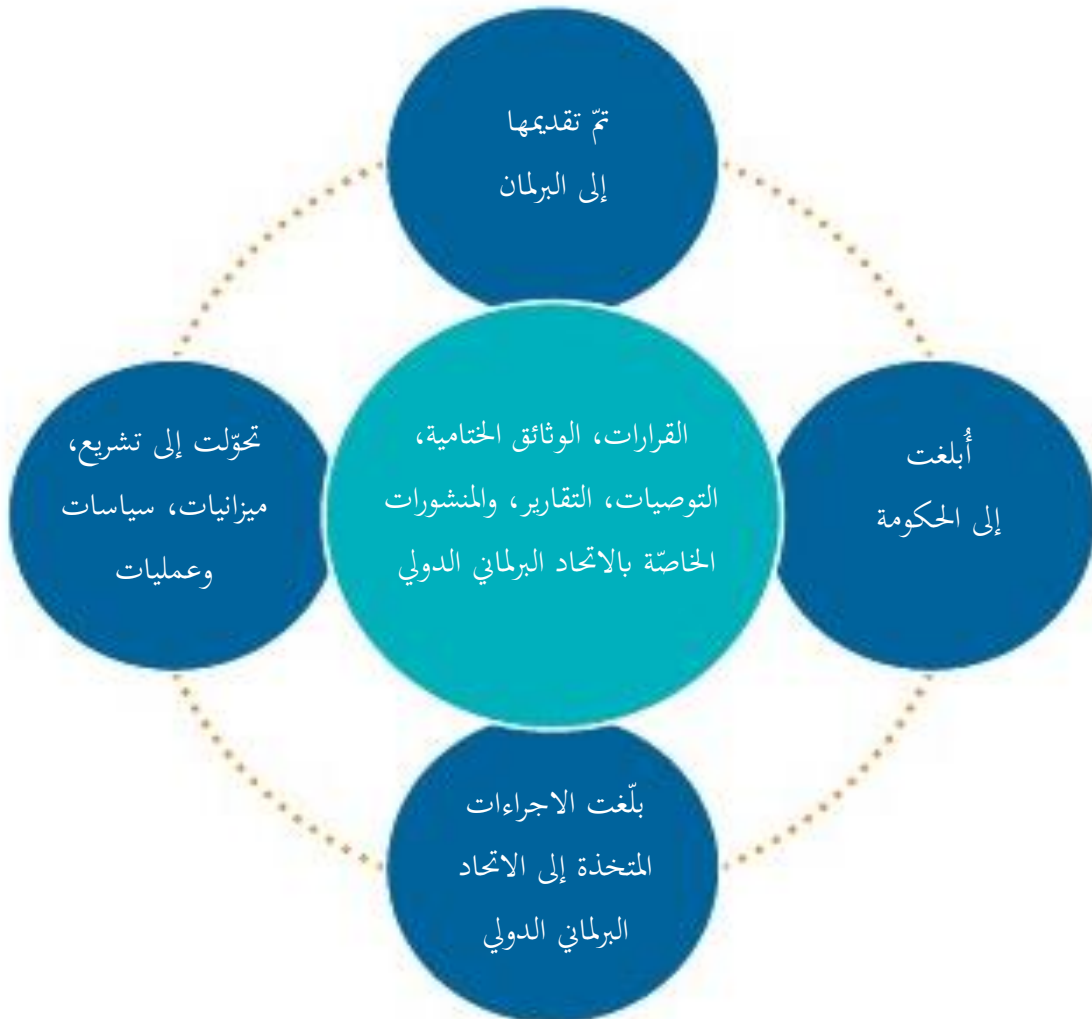 تمّ تقديمها
إلى البرلمان
أُبلغت
إلى الحكومة
القرارات، الوثائق الختامية،
التوصيات، التقارير، والمنشورات
الخاصّة بالاتحاد البرلماني الدولي
تحوّلت إلى تشريع،
ميزانيات، سياسات
وعمليات
بلّغت الاجراءات
المتخذة إلى الاتحاد
البرلماني الدولي